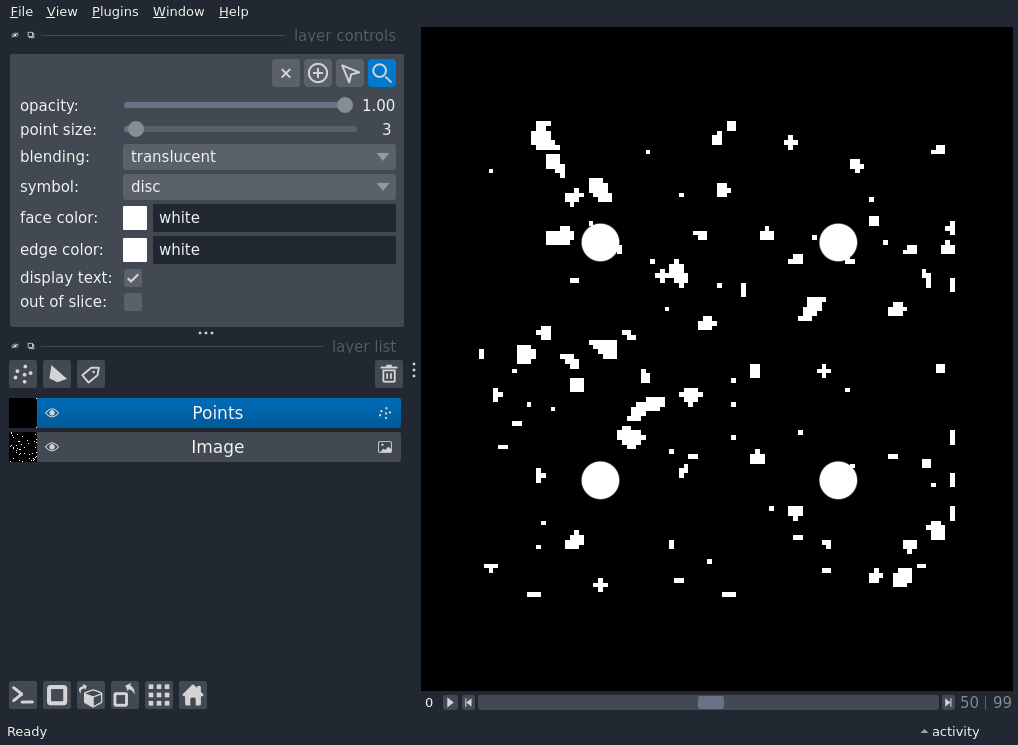 File View Plugins Window Help
layer controls
opacity: 1.00
point size: 3
blending: translucent
symbol: disc
face color: white
edge color: white
display text:
out of slice:
layer list
Points
Image
0 50 | 99
Ready activity